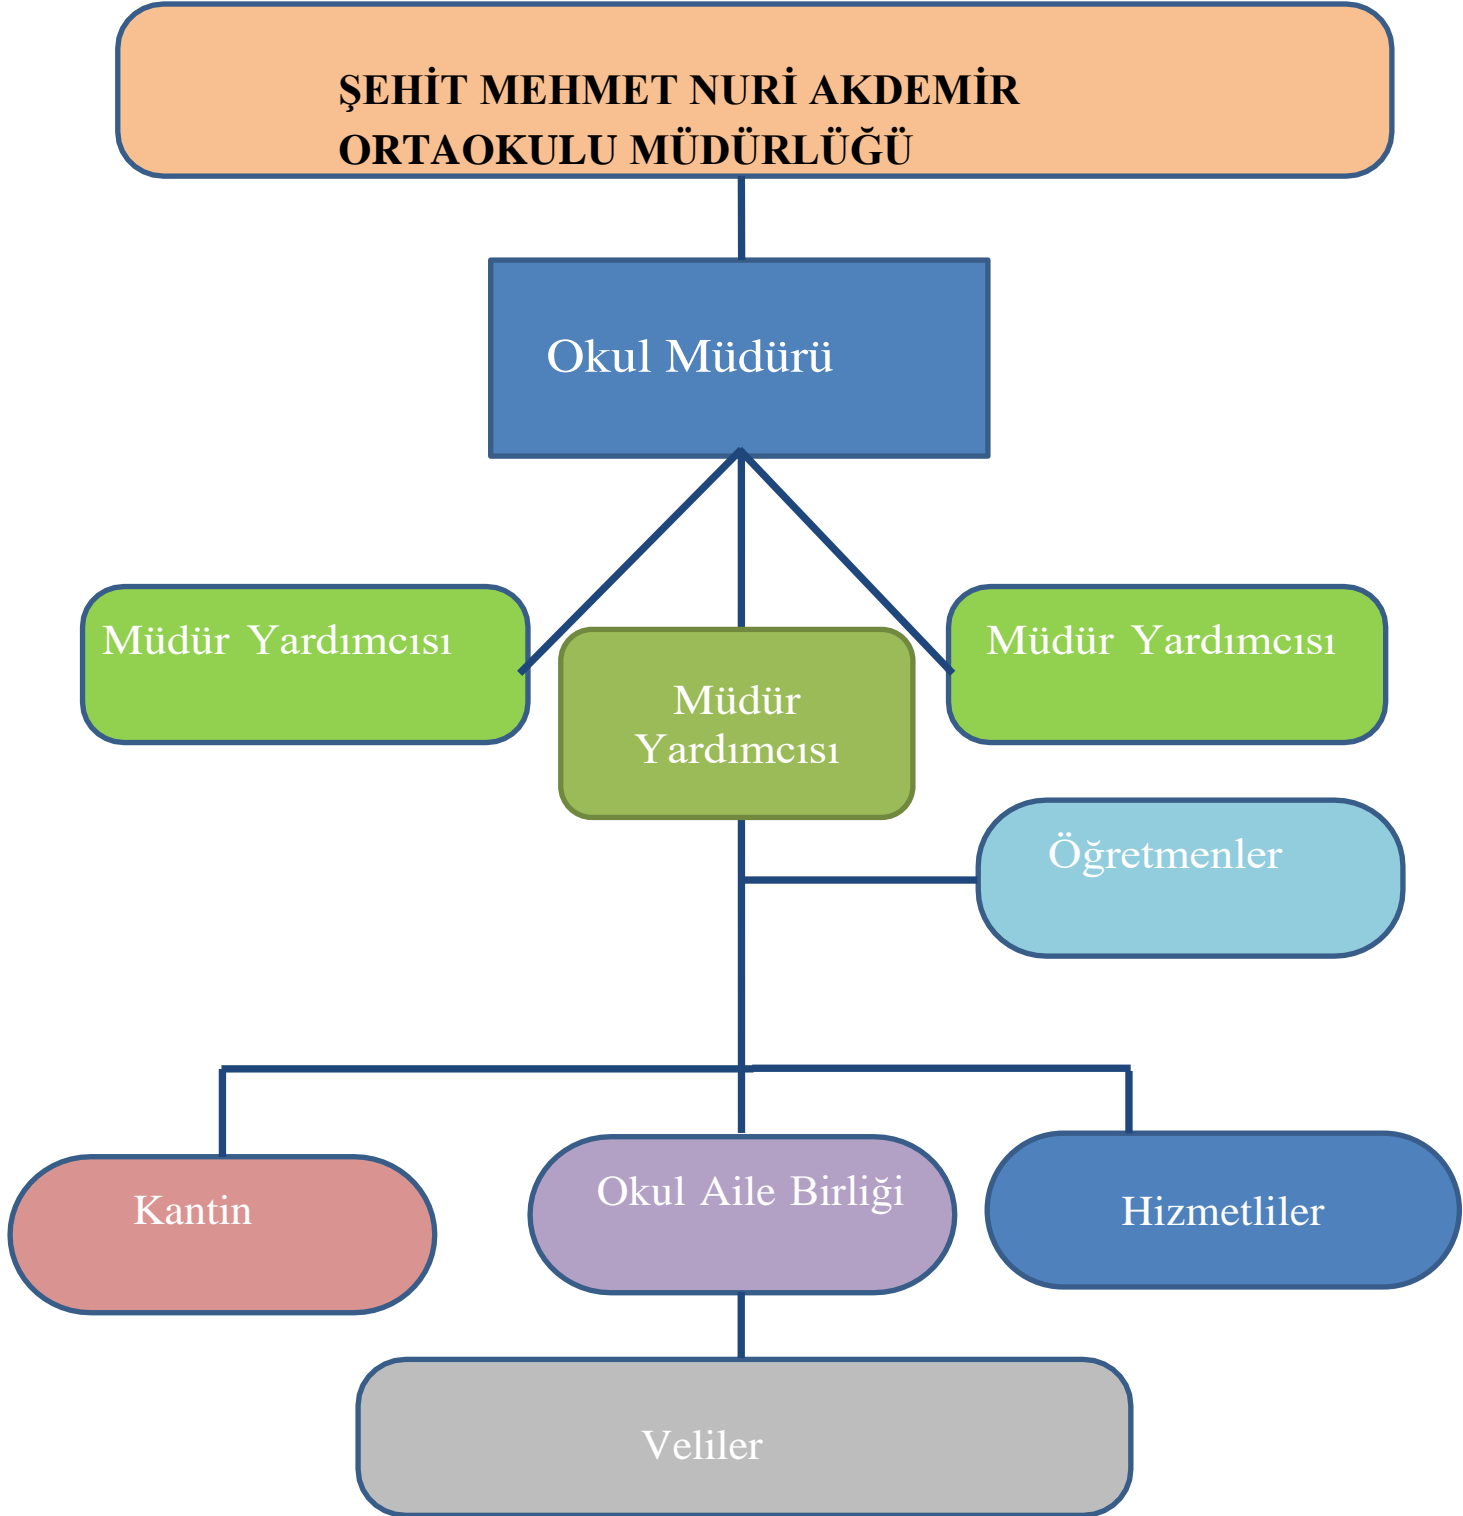 ŞEHİT MEHMET NURİ AKDEMİR
ORTAOKULU MÜDÜRLÜĞÜ
Okul Müdürü
Müdür Yardımcısı
Müdür
Yardımcısı
Müdür Yardımcısı
Öğretmenler
Kantin
Okul Aile Birliği
Hizmetliler
Veliler